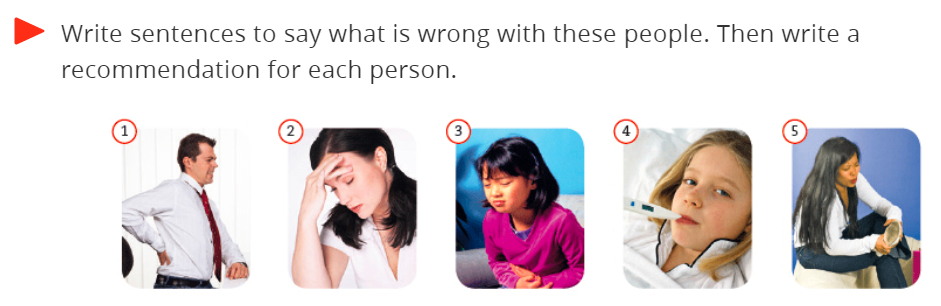 Write sentences to say what is wrong with these people. Then write a
recommendation for each person.
1
2
3
4
5